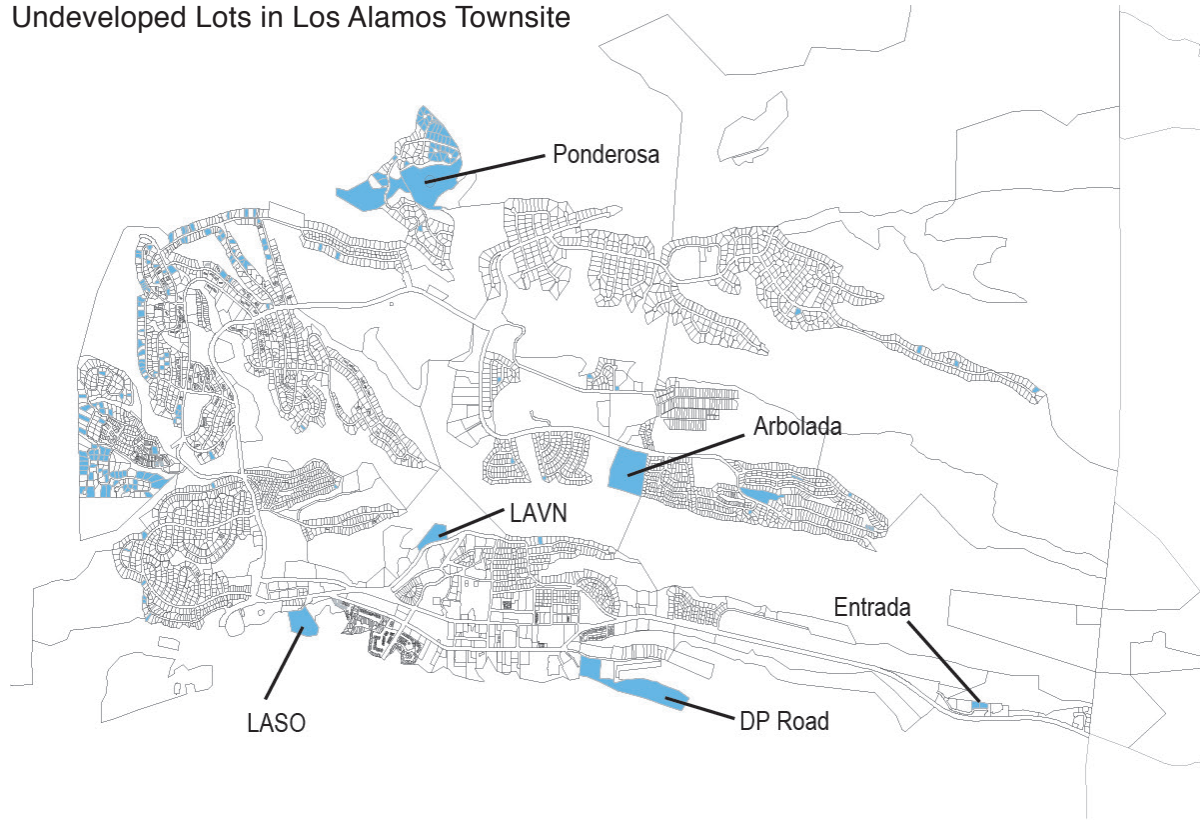 Undeveloped Lots in Los Alamos Townsite
Ponderosa
Arbolada
LAVN
Entrada
LASO
DP Road